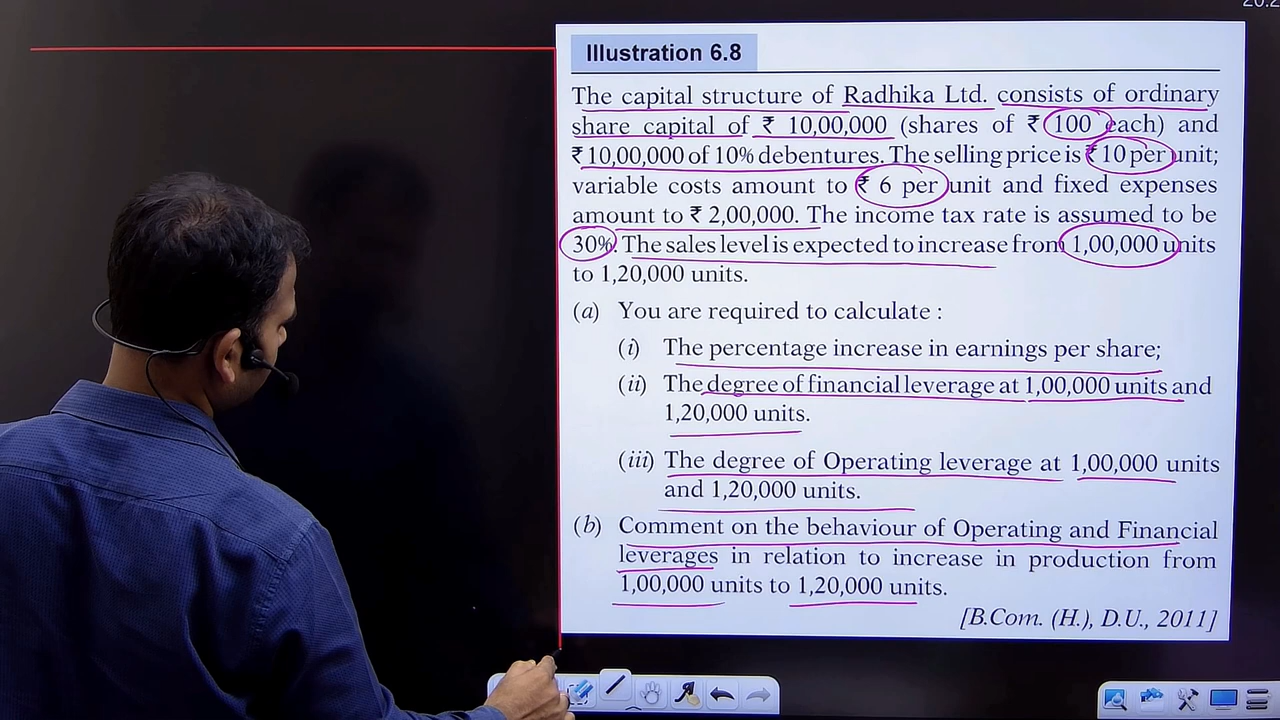 Illustration 6.8
The capital structure of Radhika Ltd. consists of ordinary
share capital of ₹ 10,00,000 (shares of ₹ 100 each) and
₹ 10,00,000 of 10% debentures. The selling price is ₹ 10 per unit;
variable costs amount to ₹ 6 per unit and fixed expenses
amount to ₹ 2,00,000. The income tax rate is assumed to be
30%. The sales level is expected to increase from 1,00,000 units
to 1,20,000 units.
(a) You are required to calculate :
(i) The percentage increase in earnings per share;
(ii) The degree of financial leverage at 1,00,000 units and
1,20,000 units.
(iii) The degree of Operating leverage at 1,00,000 units
and 1,20,000 units.
(b) Comment on the behaviour of Operating and Financial
leverages in relation to increase in production from
1,00,000 units to 1,20,000 units.
[B.Com. (H.), D.U., 2011]